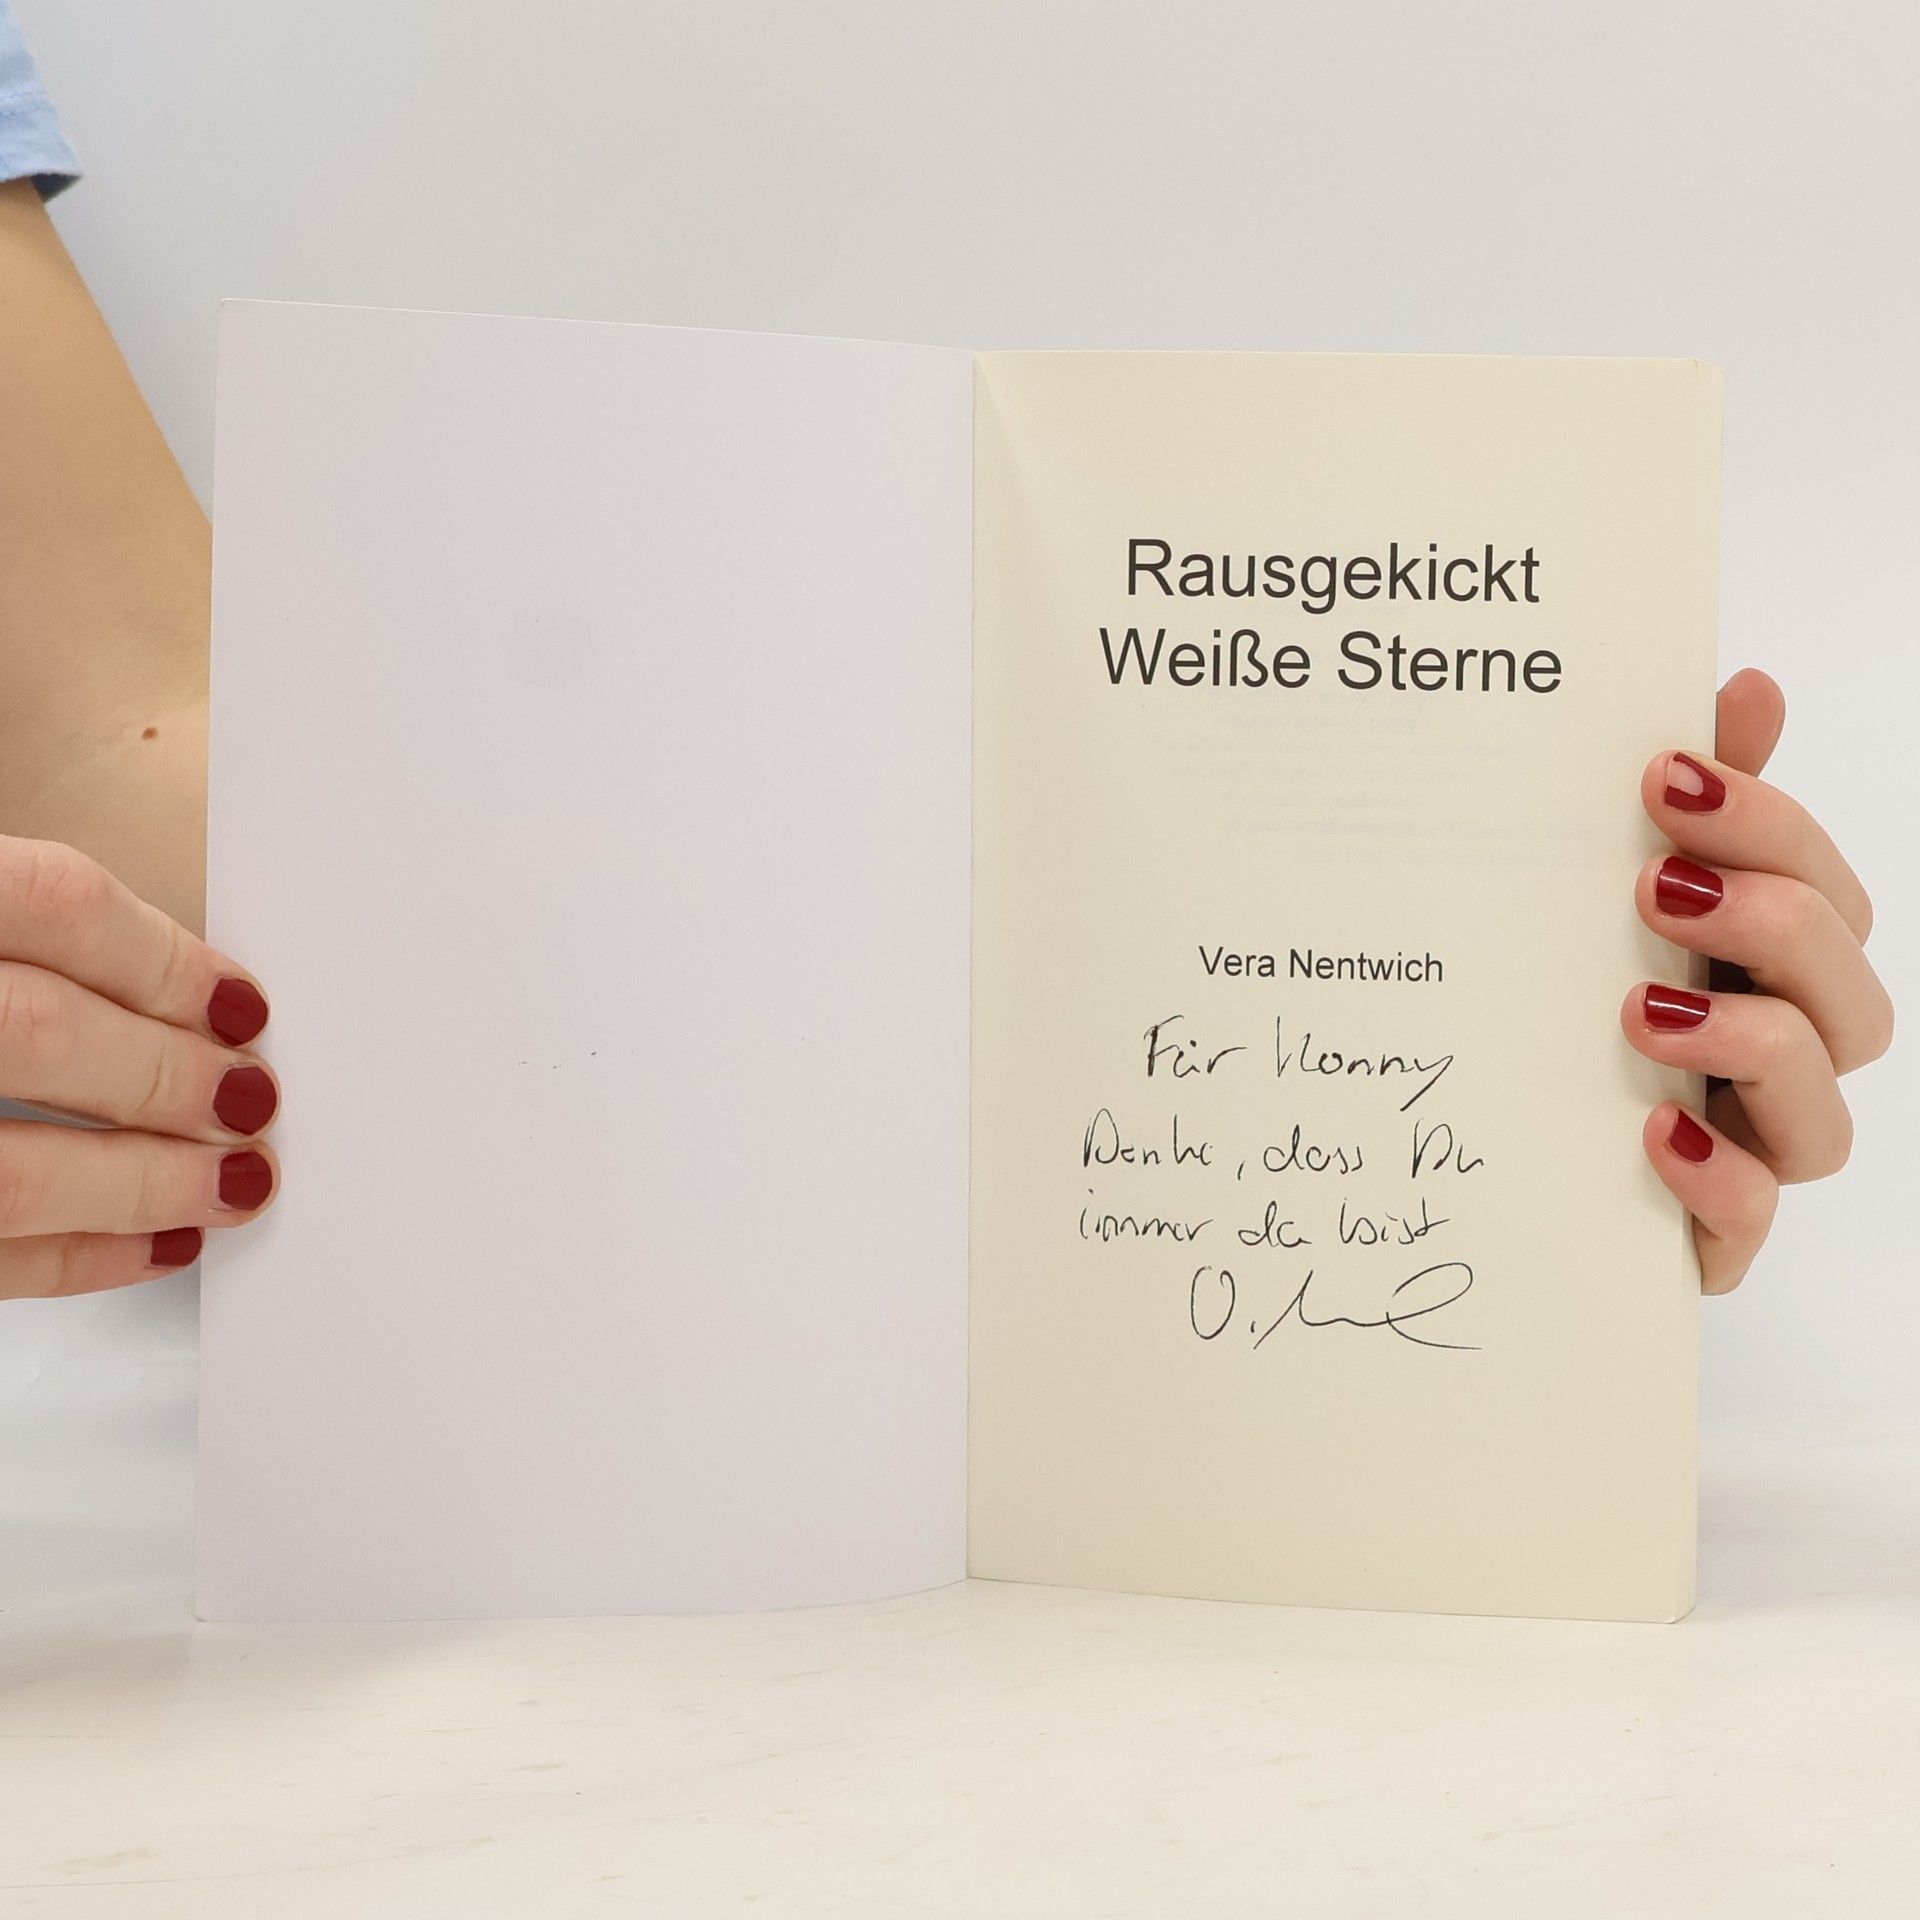 Rausgekickt
Weiße Sterne
Vera Nentwich
Für Konny
Danke, dass Du
immer da bist